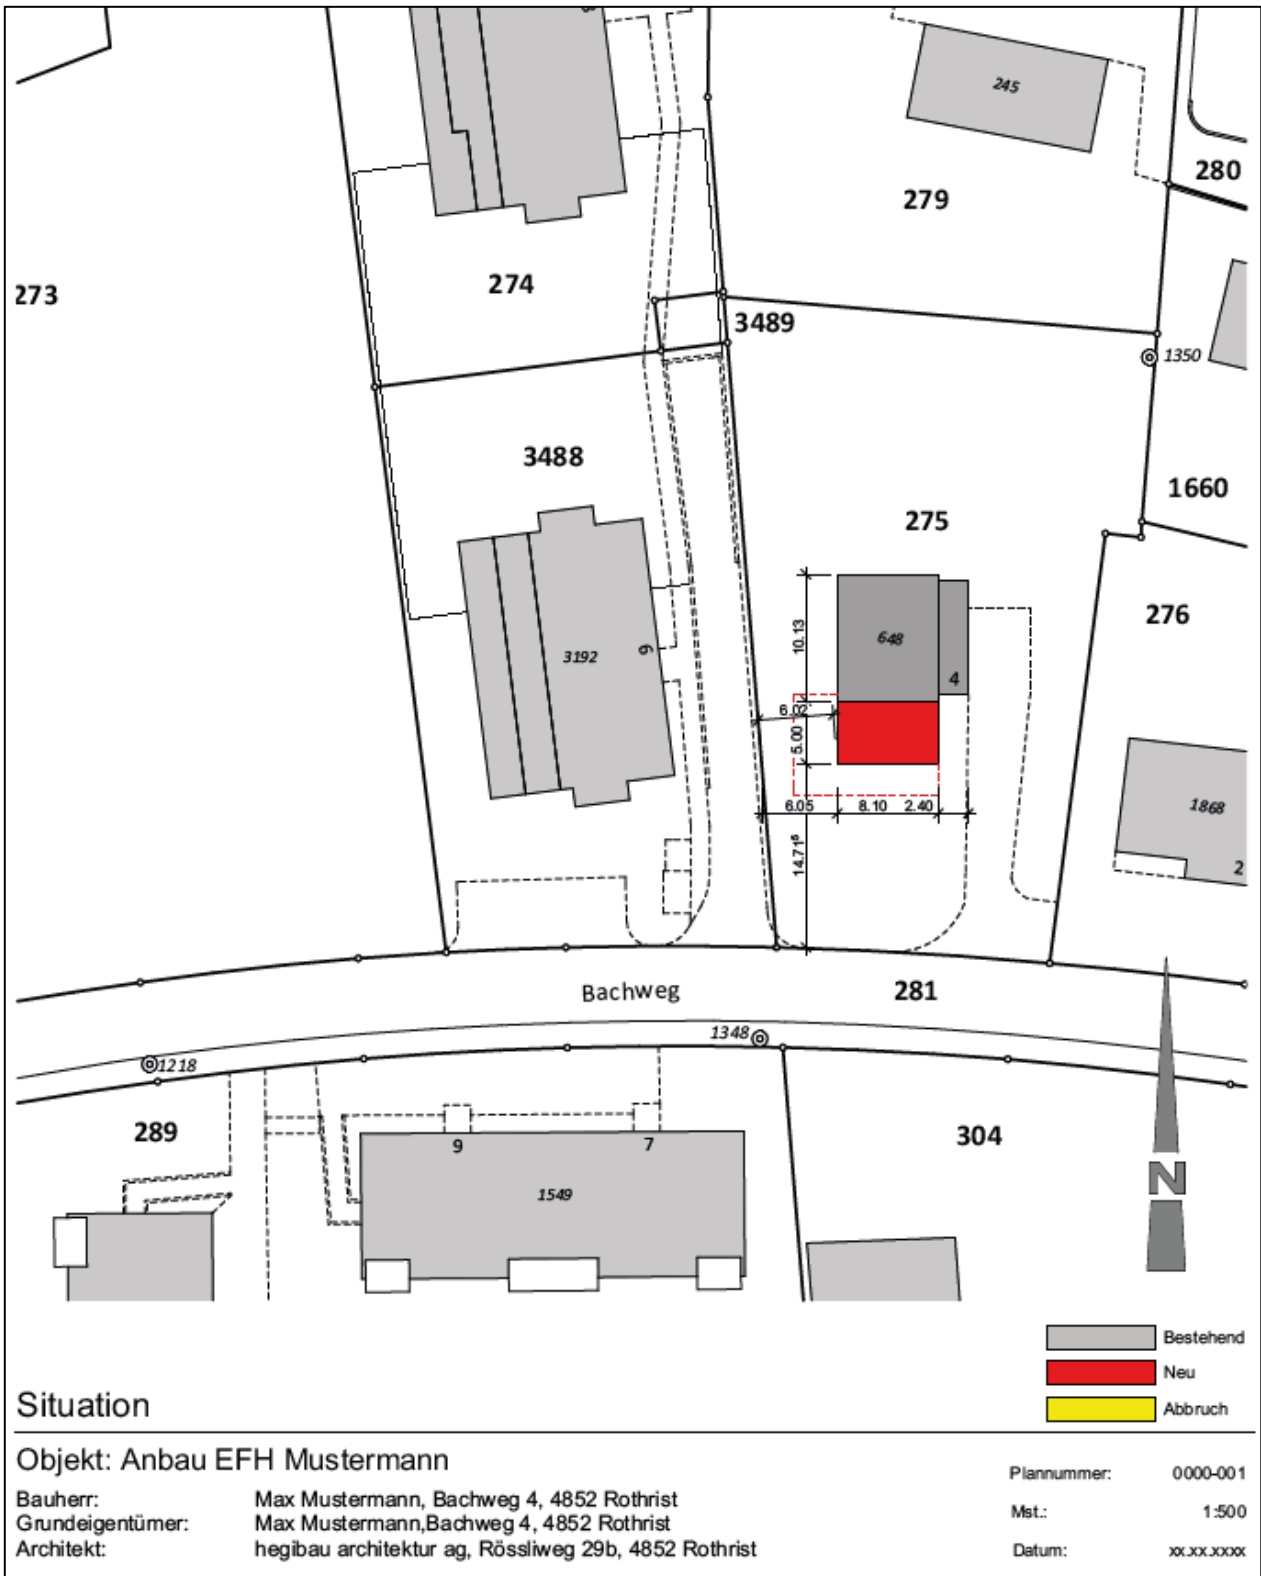 245
280
279
274
273
3489
1350
3488
1660
275
276
10.13
648
3192
9
4
6.02
5.00
6.05 8.10 2.40
1868
14.71⁵
2
Bachweg
281
1348
1218
289
304
9
7
1549
N
Bestehend
Neu
Abbruch
Situation
Objekt: Anbau EFH Mustermann
Plannummer: 0000-001
Bauherr: Max Mustermann, Bachweg 4, 4852 Rothrist
Grundeigentümer: Max Mustermann,Bachweg 4, 4852 Rothrist
Mst.: 1:500
Architekt: hegibau architektur ag, Rössliweg 29b, 4852 Rothrist
Datum: xx.xx.xxxx